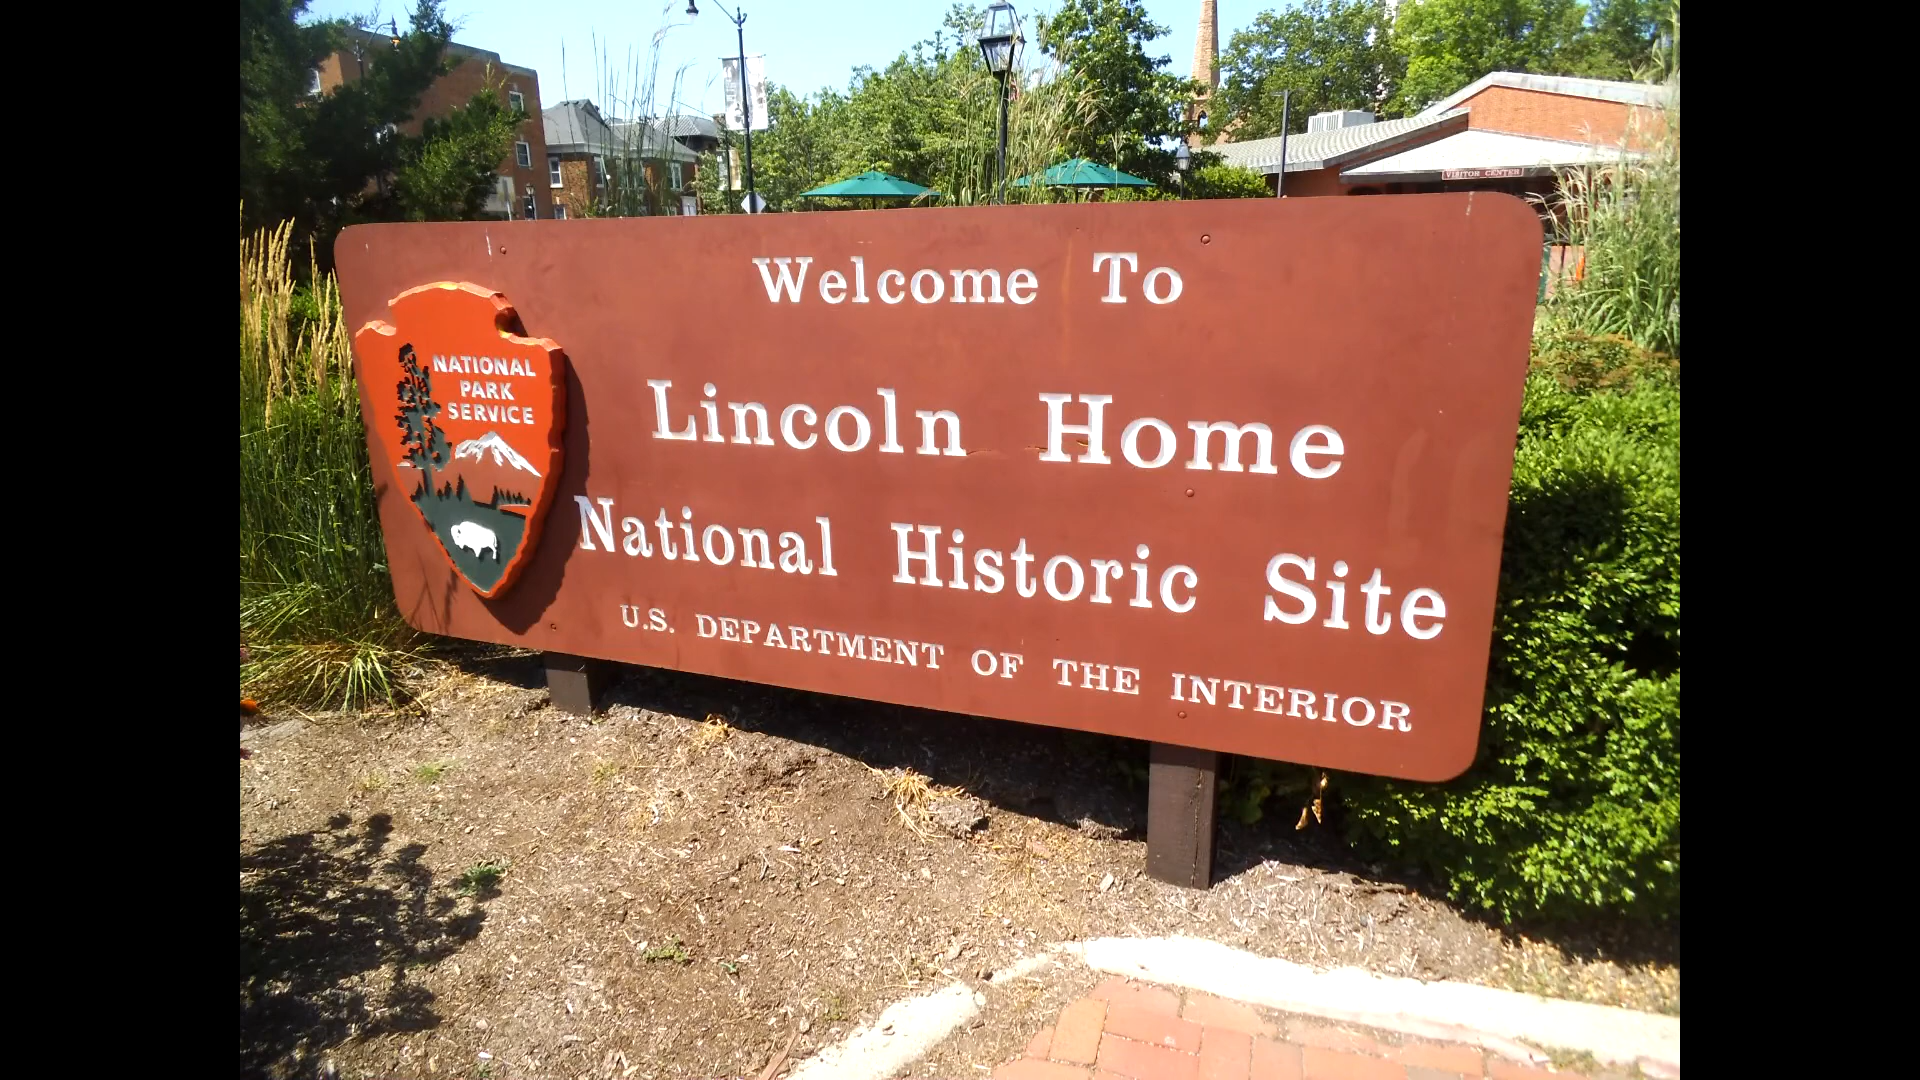 VISITOR CENTER
Welcome To
Lincoln Home
National Historic Site
U.S. DEPARTMENT OF THE INTERIOR
NATIONAL
PARK
SERVICE